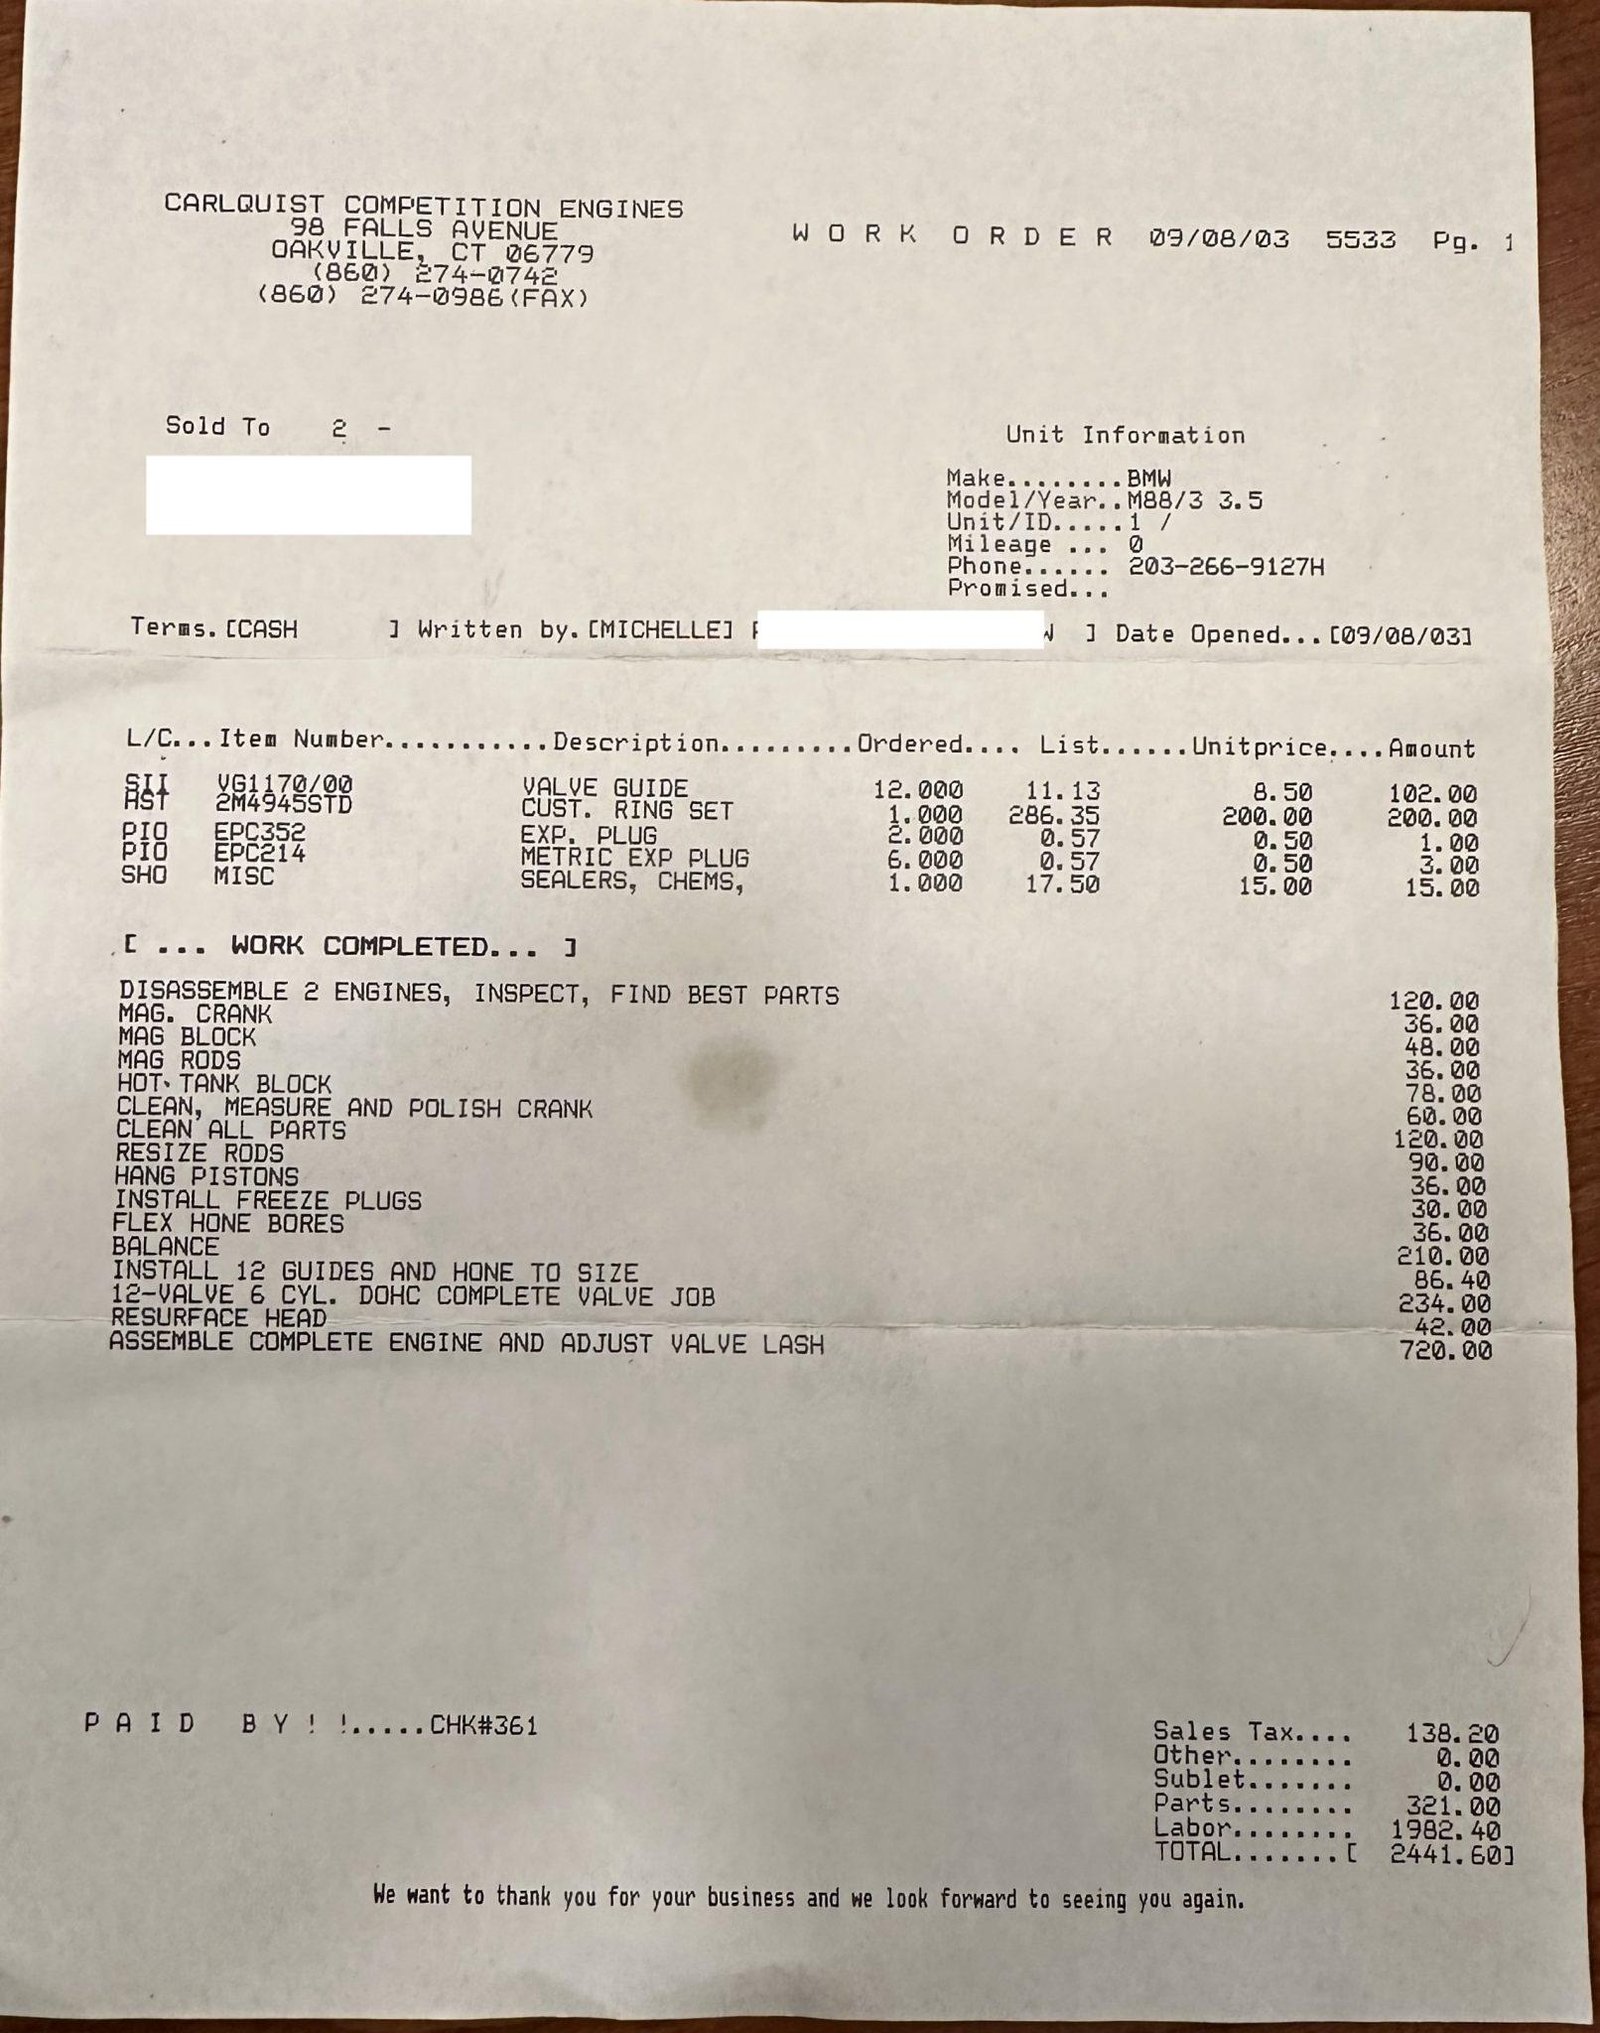 CARLQUIST COMPETITION ENGINES
98 FALLS AVENUE
OAKVILLE, CT 06779
(860) 274-0742
(860) 274-0986(FAX)
W O R K  O R D E R  09/08/03  5533  Pg. 1
Sold To  2  -
Unit Information
Make........BMW
Model/Year..M88/3 3.5
Unit/ID.....1 /
Mileage ... 0
Phone...... 203-266-9127H
Promised...
Terms.[CASH ] Written by.[MICHELLE] ] Date Opened...[09/08/03]
L/C...Item Number...........Description.........Ordered.... List......Unitprice....Amount
SII VG1170/00 VALVE GUIDE 12.000 11.13 8.50 102.00
HST 2M4945STD CUST. RING SET 1.000 286.35 200.00 200.00
PIO EPC352 EXP. PLUG 2.000 0.57 0.50 1.00
PIO EPC214 METRIC EXP PLUG 6.000 0.57 0.50 3.00
SHO MISC SEALERS, CHEMS, 1.000 17.50 15.00 15.00
[ ... WORK COMPLETED... ]
DISASSEMBLE 2 ENGINES, INSPECT, FIND BEST PARTS 120.00
MAG. CRANK 36.00
MAG BLOCK 48.00
MAG RODS 36.00
HOT TANK BLOCK 78.00
CLEAN, MEASURE AND POLISH CRANK 60.00
CLEAN ALL PARTS 120.00
RESIZE RODS 90.00
HANG PISTONS 36.00
INSTALL FREEZE PLUGS 30.00
FLEX HONE BORES 36.00
BALANCE 210.00
INSTALL 12 GUIDES AND HONE TO SIZE 86.40
12-VALVE 6 CYL. DOHC COMPLETE VALVE JOB 234.00
RESURFACE HEAD 42.00
ASSEMBLE COMPLETE ENGINE AND ADJUST VALVE LASH 720.00
P A I D  B Y ! !.....CHK#361
Sales Tax.... 138.20
Other........ 0.00
Sublet....... 0.00
Parts........ 321.00
Labor........ 1982.40
TOTAL.......[ 2441.60]
We want to thank you for your business and we look forward to seeing you again.